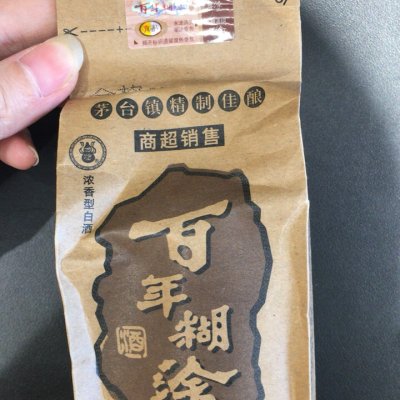 茅台镇精制佳酿
商超销售
浓香型白酒
百年糊涂
酒